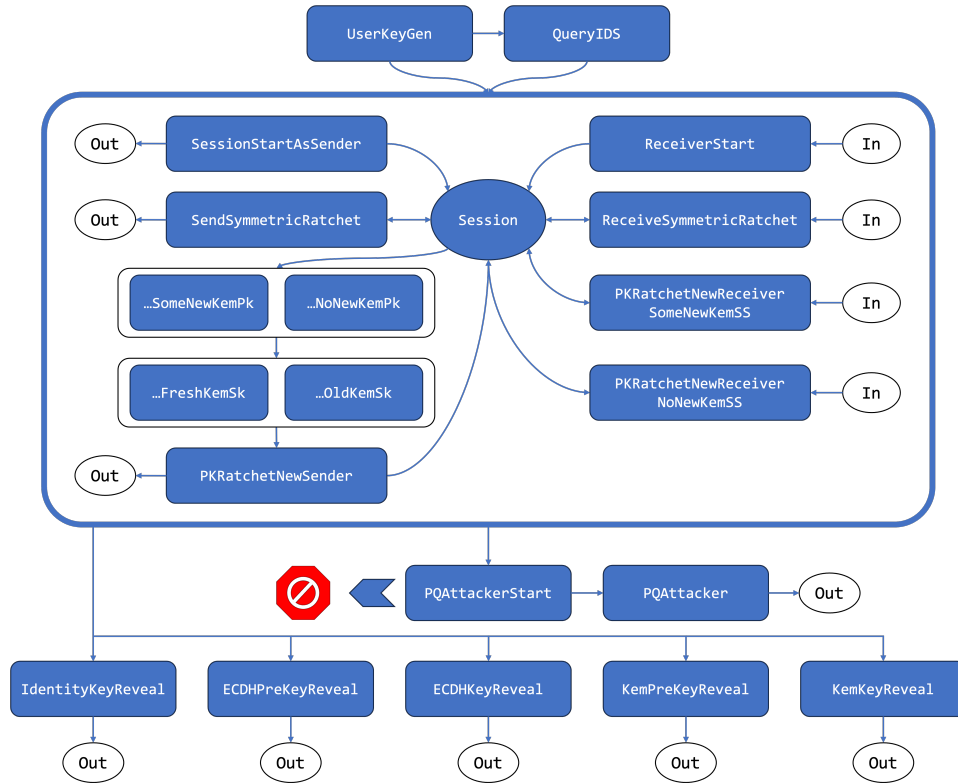 UserKeyGen
QueryIDS
Out
SessionStartAsSender
ReceiverStart
In
Out
SendSymmetricRatchet
Session
ReceiveSymmetricRatchet
In
…SomeNewKemPk
…NoNewKemPk
PKRatchetNewReceiver
SomeNewKemSS
In
…FreshKemSk
…OldKemSk
PKRatchetNewReceiver
NoNewKemSS
In
Out
PKRatchetNewSender
PQAttackerStart
PQAttacker
Out
IdentityKeyReveal
ECDHPreKeyReveal
ECDHKeyReveal
KemPreKeyReveal
KemKeyReveal
Out
Out
Out
Out
Out